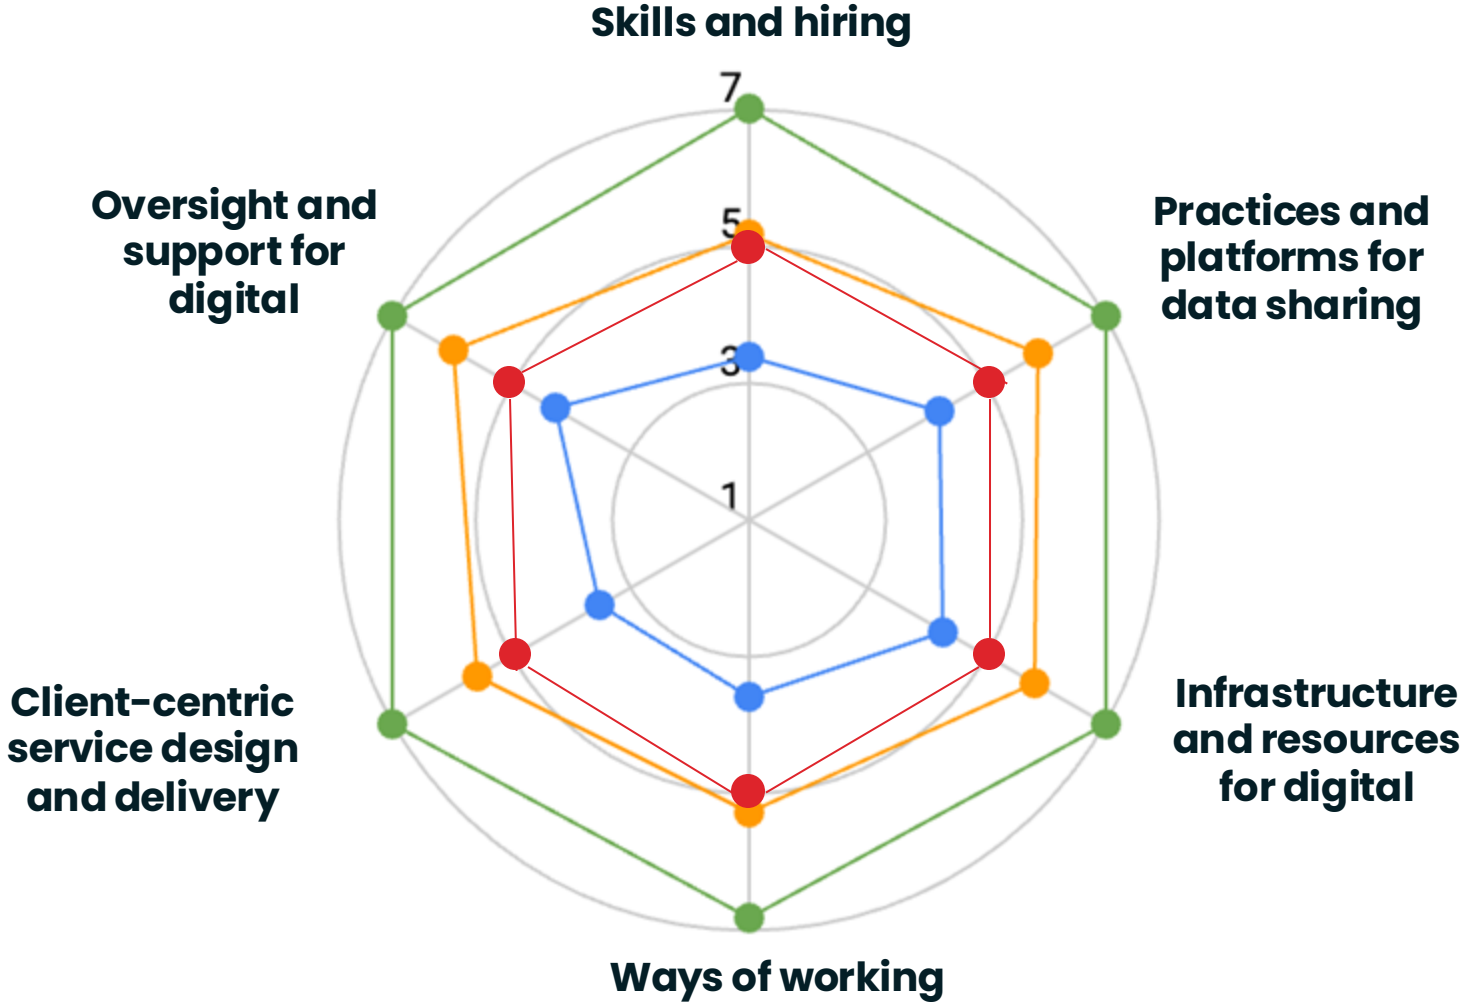 Skills and hiring
7
5
3
1
Practices and
platforms for
data sharing
Infrastructure
and resources
for digital
Ways of working
Client-centric
service design
and delivery
Oversight and
support for
digital